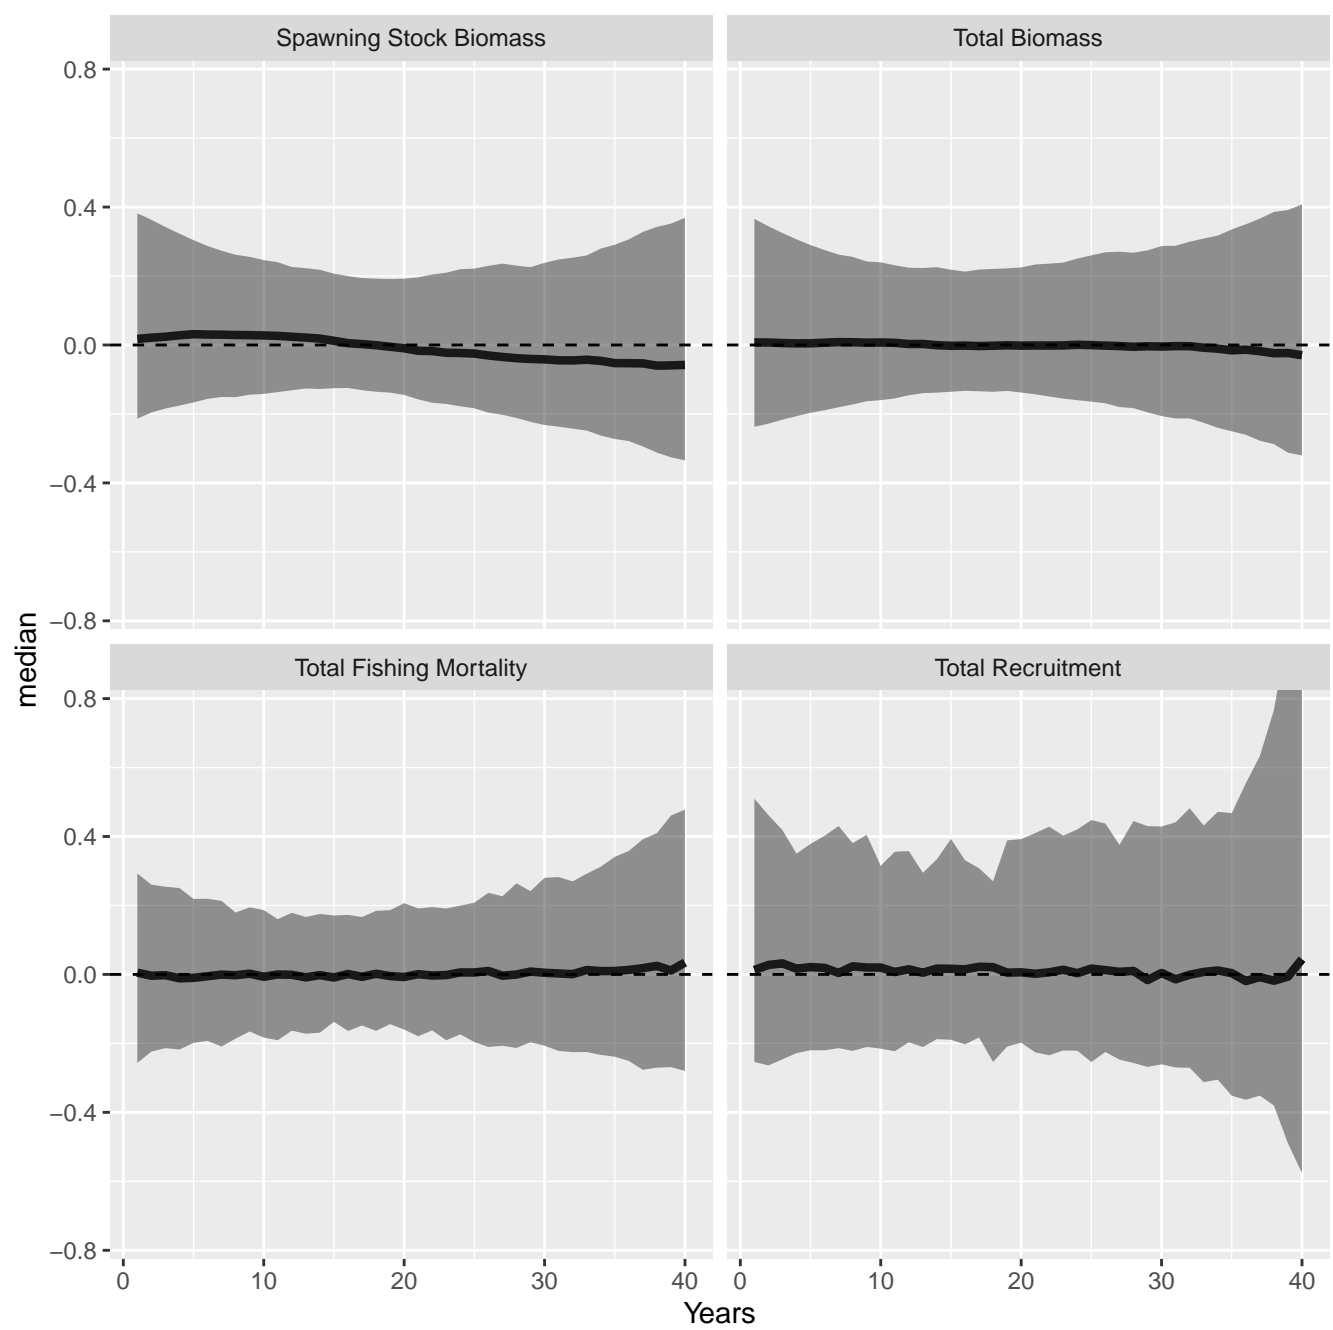 Spawning Stock Biomass
Total Biomass
0.8
0.4
0.0
−0.4
−0.8
median
Total Fishing Mortality
Total Recruitment
0.8
0.4
0.0
−0.4
−0.8
0 10 20 30 40
0 10 20 30 40
Years